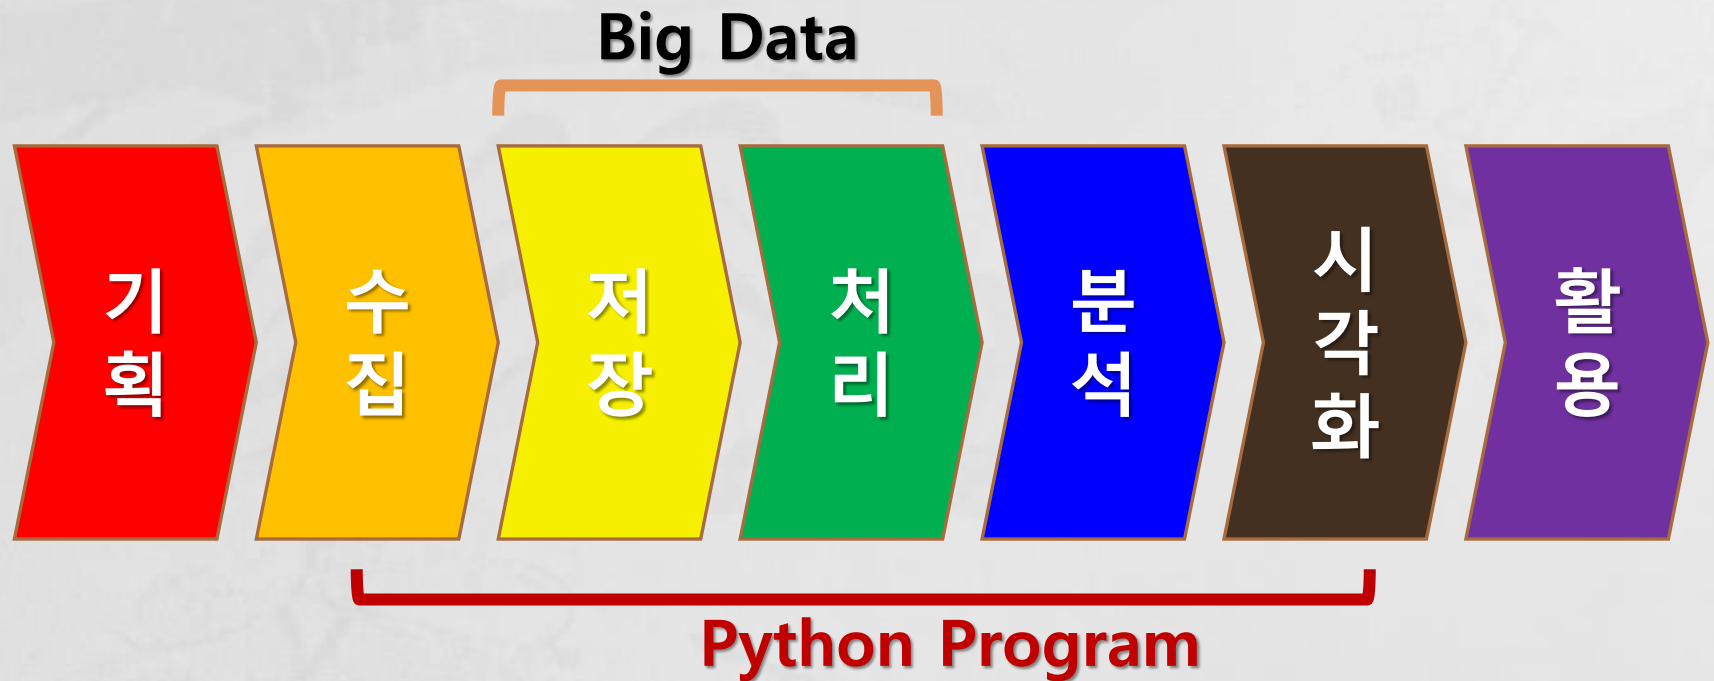 Big Data
기획
수집
저장
처리
분석
시각화
활용
Python Program